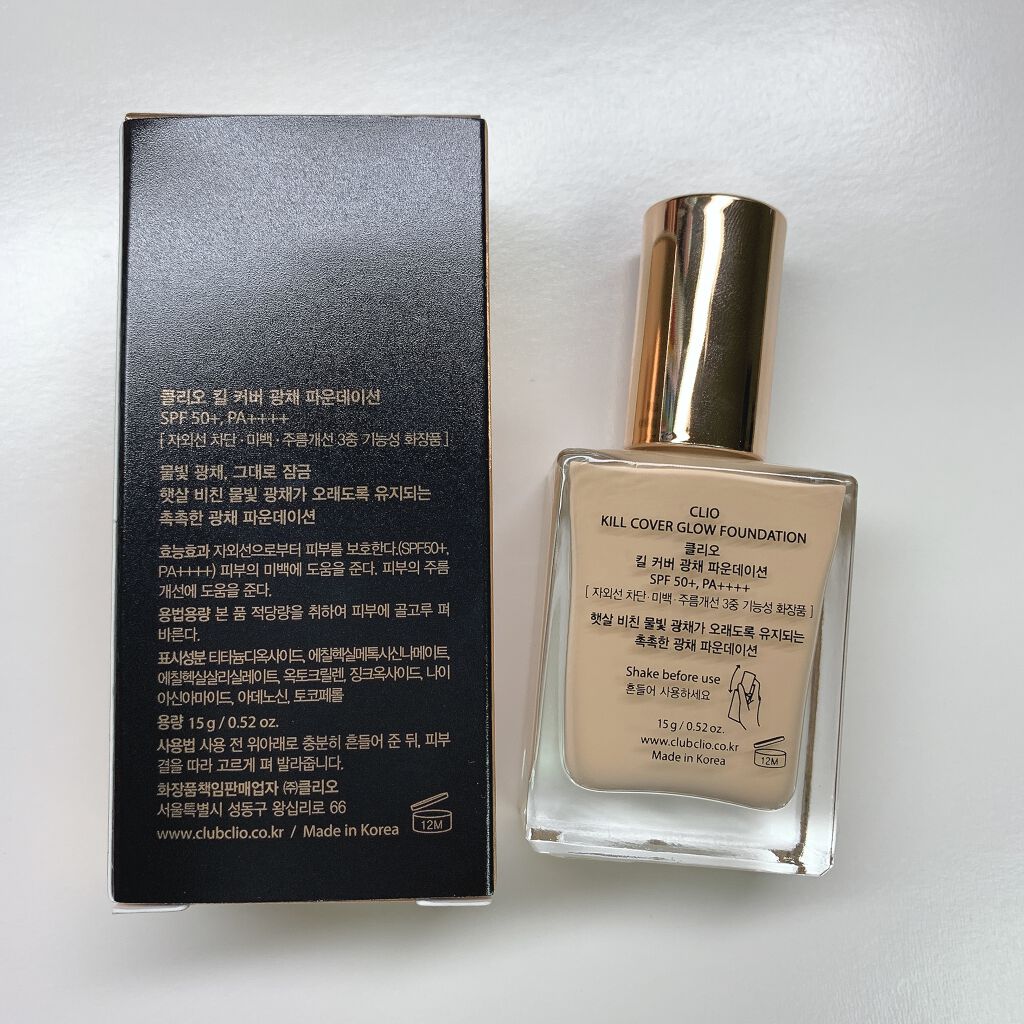 클리오 킬 커버 광채 파운데이션
SPF 50+, PA++++
[ 자외선 차단 · 미백 · 주름개선 3중 기능성 화장품 ]
물빛 광채, 그대로 잠금
햇살 비친 물빛 광채가 오래도록 유지되는
촉촉한 광채 파운데이션
효능효과 자외선으로부터 피부를 보호한다.(SPF50+,
PA++++) 피부의 미백에 도움을 준다. 피부의 주름
개선에 도움을 준다.
용법용량 본 품 적당량을 취하여 피부에 골고루 펴
바른다.
표시성분 티타늄디옥사이드, 에칠헥실메톡시신나메이트,
에칠헥실살리실레이트, 옥토크릴렌, 징크옥사이드, 나이
아신아마이드, 아데노신, 토코페롤
용량 15 g / 0.52 oz.
사용법 사용 전 위아래로 충분히 흔들어 준 뒤, 피부
결을 따라 고르게 펴 발라줍니다.
화장품책임판매업자 ㈜클리오
서울특별시 성동구 왕십리로 66
www.clubclio.co.kr / Made in Korea
12M
CLIO
KILL COVER GLOW FOUNDATION
클리오
킬 커버 광채 파운데이션
SPF 50+, PA++++
[ 자외선 차단 · 미백 · 주름개선 3중 기능성 화장품 ]
햇살 비친 물빛 광채가 오래도록 유지되는
촉촉한 광채 파운데이션
Shake before use
흔들어 사용하세요
15 g / 0.52 oz.
www.clubclio.co.kr
Made in Korea
12M